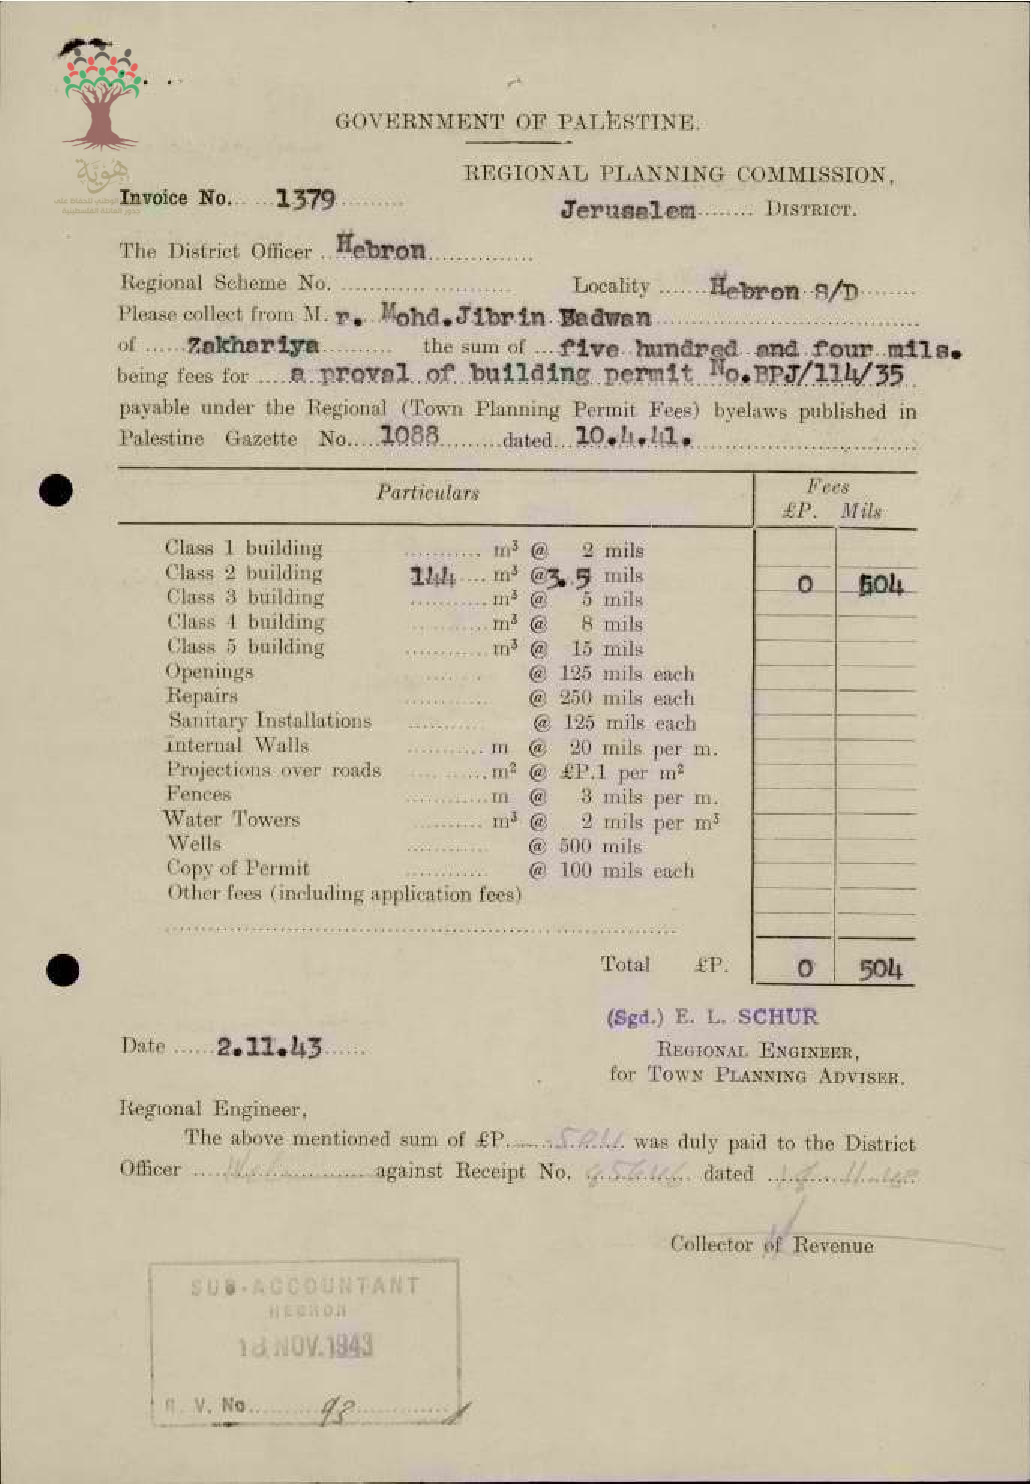 هوية
GOVERNMENT OF PALESTINE.
REGIONAL PLANNING COMMISSION,
Invoice No. 1379
Jerusalem DISTRICT.
The District Officer Hebron
Regional Scheme No. Locality Hebron S/D
Please collect from M. r. Mohd. Jibrin Badwan
of Zakhariya the sum of five hundred and four mils.
being fees for a proval of building permit No. BPJ/114/35
payable under the Regional (Town Planning Permit Fees) byelaws published in
Palestine Gazette No. 1088 dated 10.4.41.
Particulars Fees
£P. Mils
Class 1 building m³ @ 2 mils
Class 2 building 144 m³ @ 3.5 mils 0 504
Class 3 building m³ @ 5 mils
Class 4 building m³ @ 8 mils
Class 5 building m³ @ 15 mils
Openings @ 125 mils each
Repairs @ 250 mils each
Sanitary Installations @ 125 mils each
Internal Walls m @ 20 mils per m.
Projections over roads m² @ £P.1 per m²
Fences m @ 3 mils per m.
Water Towers m³ @ 2 mils per m³
Wells @ 500 mils
Copy of Permit @ 100 mils each
Other fees (including application fees)
Total £P. 0 504
(Sgd.) E. L. SCHUR
Date 2.11.43
REGIONAL ENGINEER,
for TOWN PLANNING ADVISER.
Regional Engineer,
The above mentioned sum of £P. 504 was duly paid to the District
Officer against Receipt No. dated
Collector of Revenue
SUB-ACCOUNTANT
HEBRON
18 NOV. 1943
R. V. No. 93